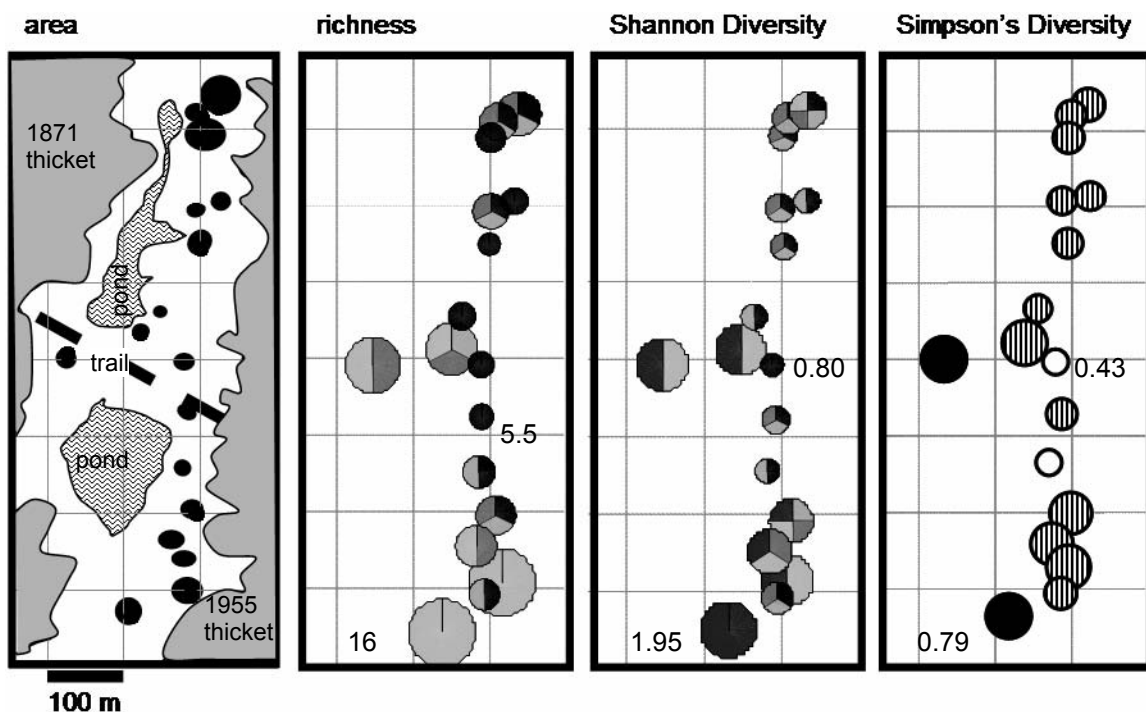 area
richness
Shannon Diversity
Simpson's Diversity
1871
thicket
pond
trail
pond
1955
thicket
100 m
5.5
16
0.80
1.95
0.43
0.79